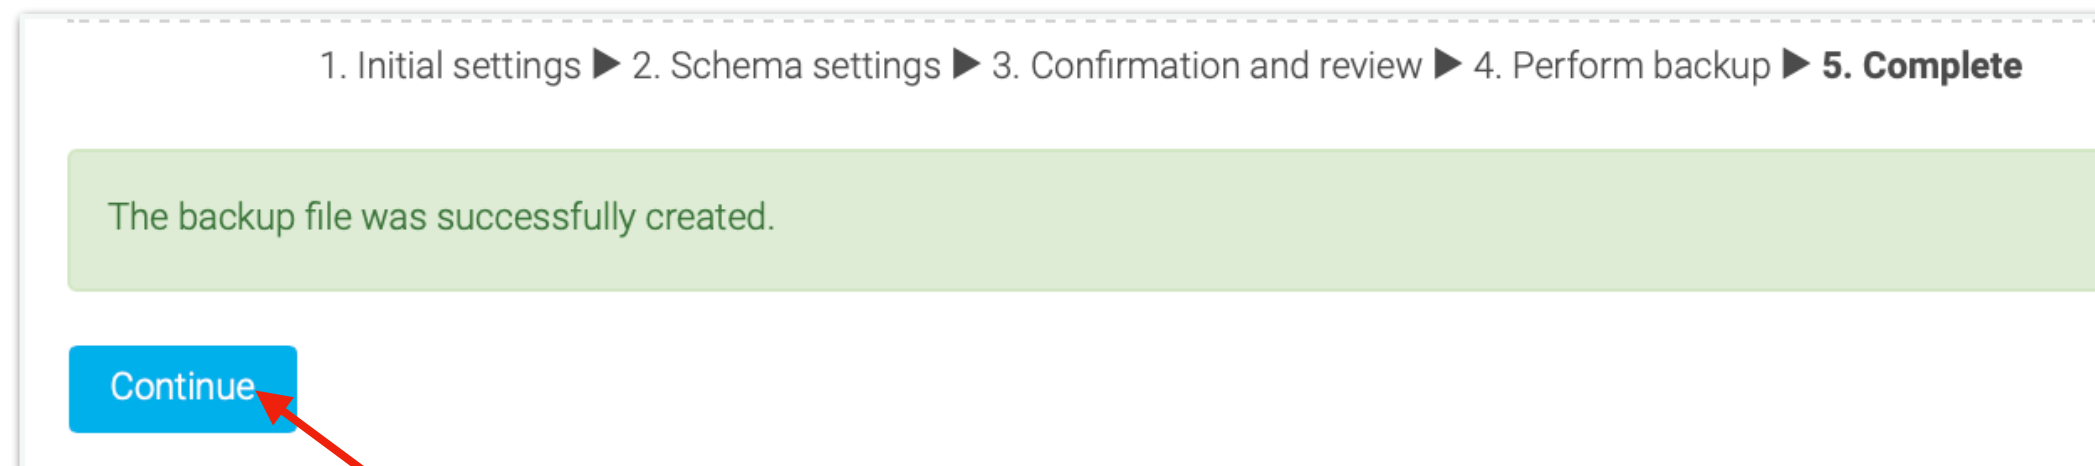 1. Initial settings ▶ 2. Schema settings ▶ 3. Confirmation and review ▶ 4. Perform backup ▶ 5. Complete
The backup file was successfully created.
Continue